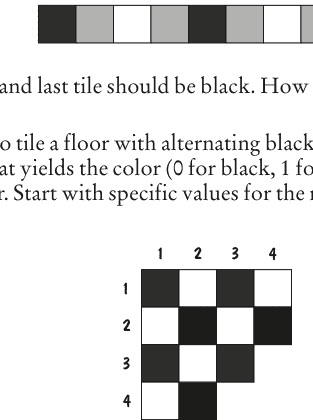 and last tile should be black. How
o tile a floor with alternating black
at yields the color (0 for black, 1 fo
r. Start with specific values for the r
1 2 3 4
1
2
3
4